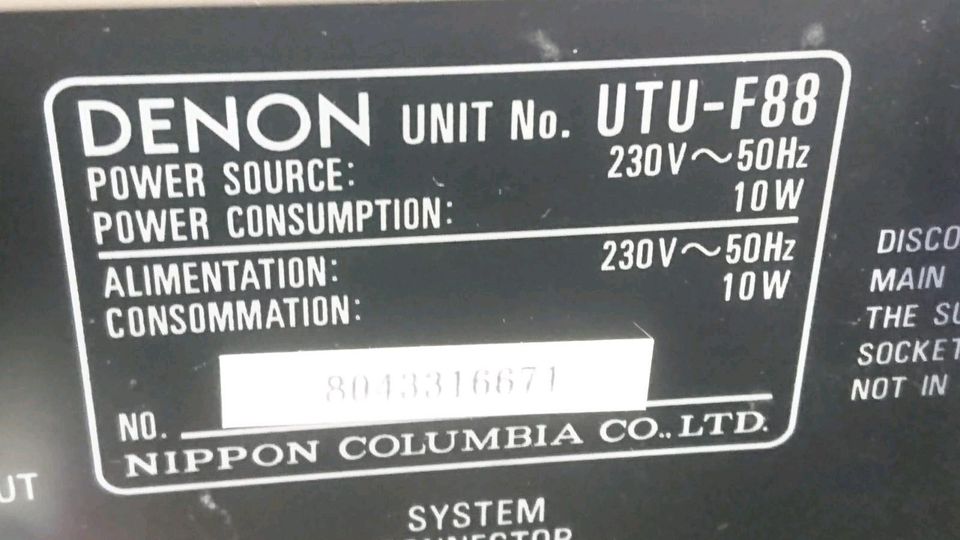 DENON UNIT No. UTU-F88
POWER SOURCE: 230V～50Hz
POWER CONSUMPTION: 10W
ALIMENTATION: 230V～50Hz
CONSOMMATION: 10W
NO. 8043316671
NIPPON COLUMBIA CO., LTD.
UT
SYSTEM
CONNECTOR
DISCO
MAIN
THE SU
SOCKET
NOT IN